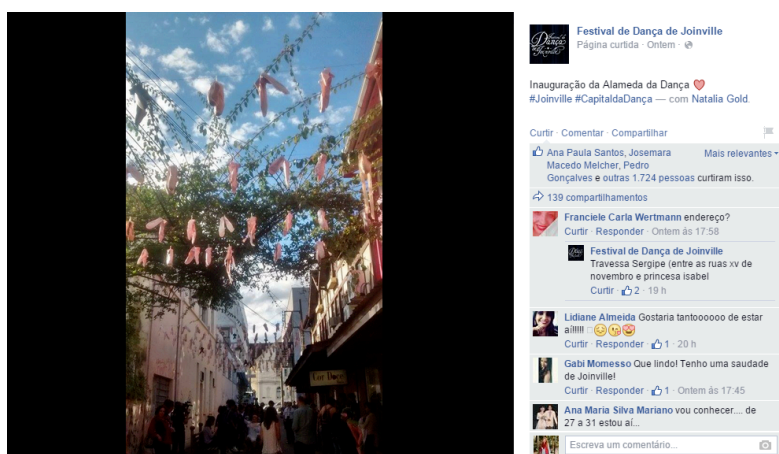 Festival de Dança de Joinville
Página curtida · Ontem ·
Inauguração da Alameda da Dança
#Joinville #CapitaldaDança — com Natalia Gold.
Curtir · Comentar · Compartilhar
Ana Paula Santos, Josemara
Macedo Melcher, Pedro
Gonçalves e outras 1.724 pessoas curtiram isso.
Mais relevantes
139 compartilhamentos
Franciele Carla Wertmann endereço?
Curtir · Responder · Ontem às 17:58
Festival de Dança de Joinville
Travessa Sergipe (entre as ruas xv de
novembro e princesa isabel
Curtir · 2 · 19 h
Lidiane Almeida Gostaria tantoooooo de estar
aí!!!!!
Curtir · Responder · 1 · 20 h
Gabi Momesso Que lindo! Tenho uma saudade
de Joinville!
Curtir · Responder · 1 · Ontem às 17:45
Ana Maria Silva Mariano vou conhecer.... de
27 a 31 estou aí...
Escreva um comentário...